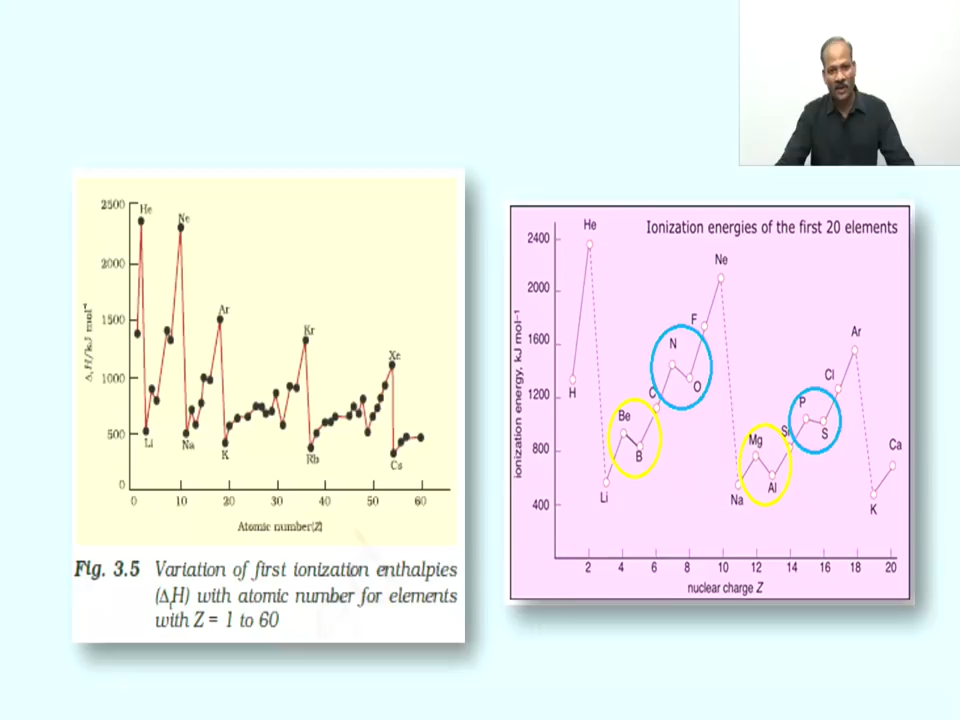 2500
He
Ne
2000
Δ,H/kJ mol⁻¹
1500
Ar
Kr
Xe
1000
500
Li
Na
K
Rb
Cs
0
0 10 20 30 40 50 60
Atomic number(Z)
Fig. 3.5 Variation of first ionization enthalpies
(ΔᵢH) with atomic number for elements
with Z = 1 to 60
Ionization energies of the first 20 elements
ionization energy, kJ mol⁻¹
He
2400
Ne
2000
F
Ar
1600
N
Cl
H
O
C
P
1200
Be
Si
S
Mg
Ca
B
800
Li
Na
Al
K
400
2 4 6 8 10 12 14 16 18 20
nuclear charge Z